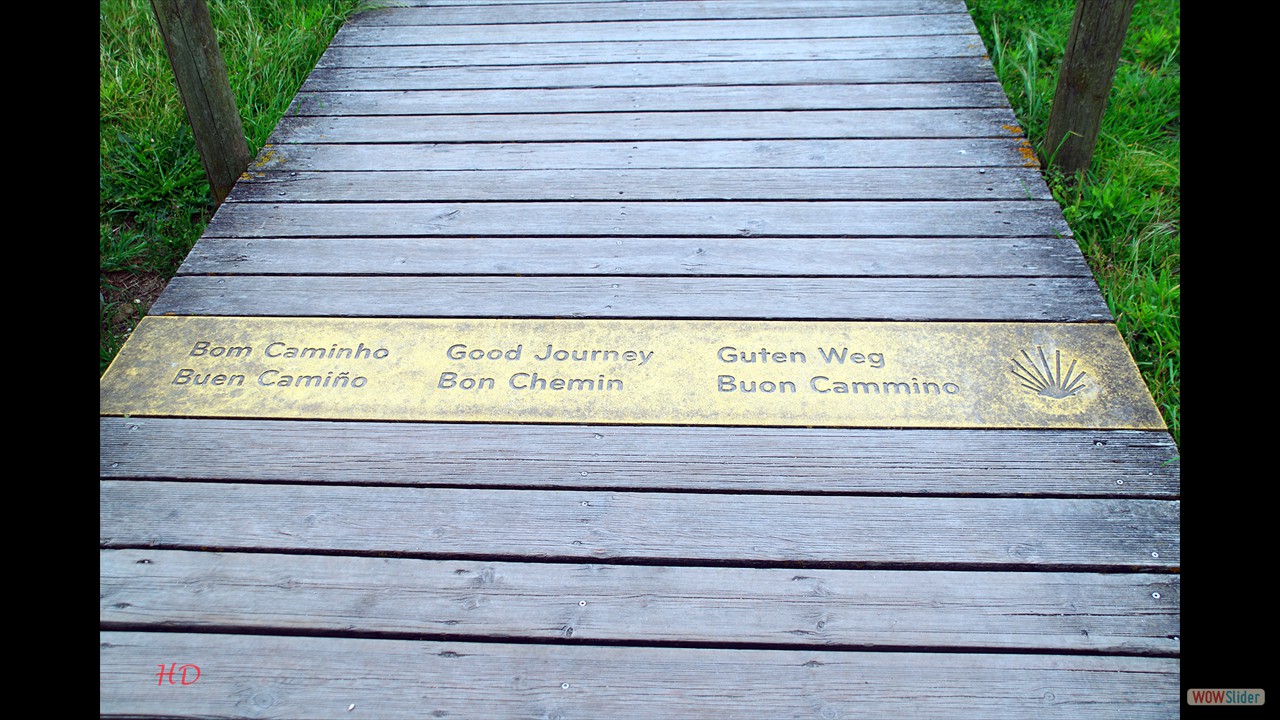 Bom Caminho
Buen Camiño
Good Journey
Bon Chemin
Guten Weg
Buon Cammino
HD
WOWSlider